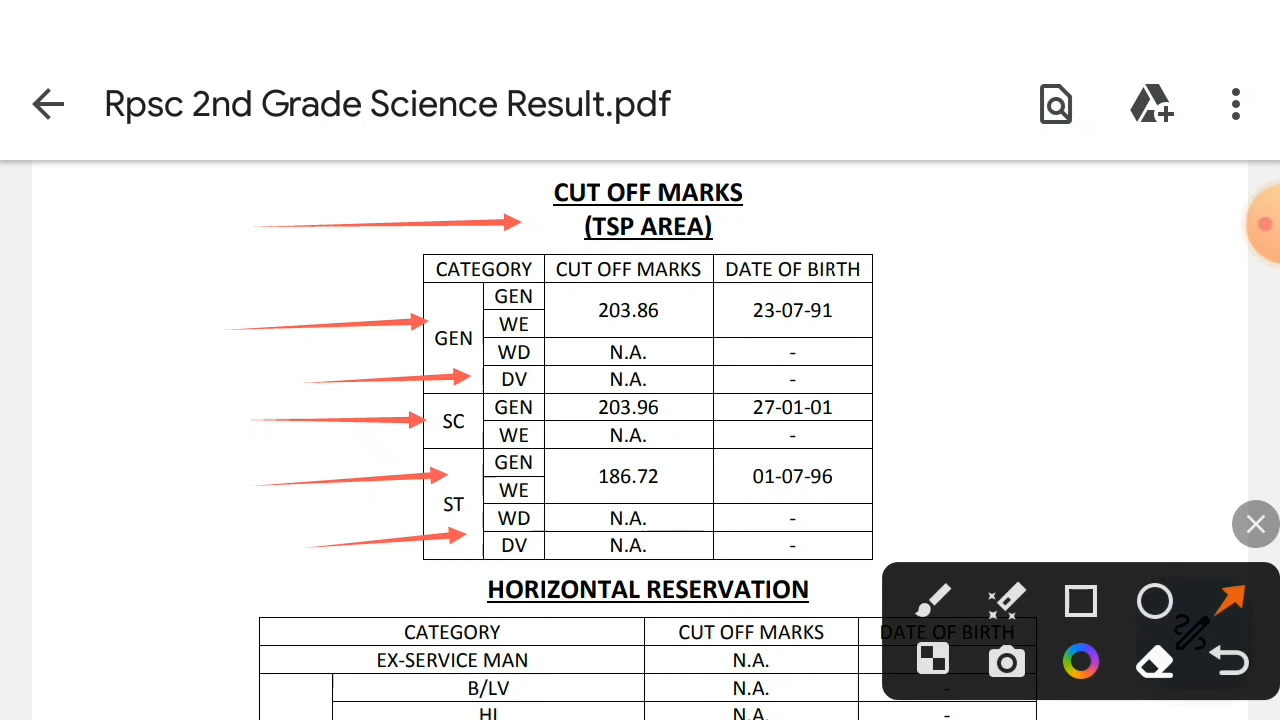 Rpsc 2nd Grade Science Result.pdf
CUT OFF MARKS
(TSP AREA)
CATEGORY CUT OFF MARKS DATE OF BIRTH
GEN GEN 203.86 23-07-91
WE
WD N.A. -
DV N.A. -
SC GEN 203.96 27-01-01
WE N.A. -
ST GEN 186.72 01-07-96
WE
WD N.A. -
DV N.A. -
HORIZONTAL RESERVATION
CATEGORY CUT OFF MARKS DATE OF BIRTH
EX-SERVICE MAN N.A.
B/LV N.A. -
HI N.A. -